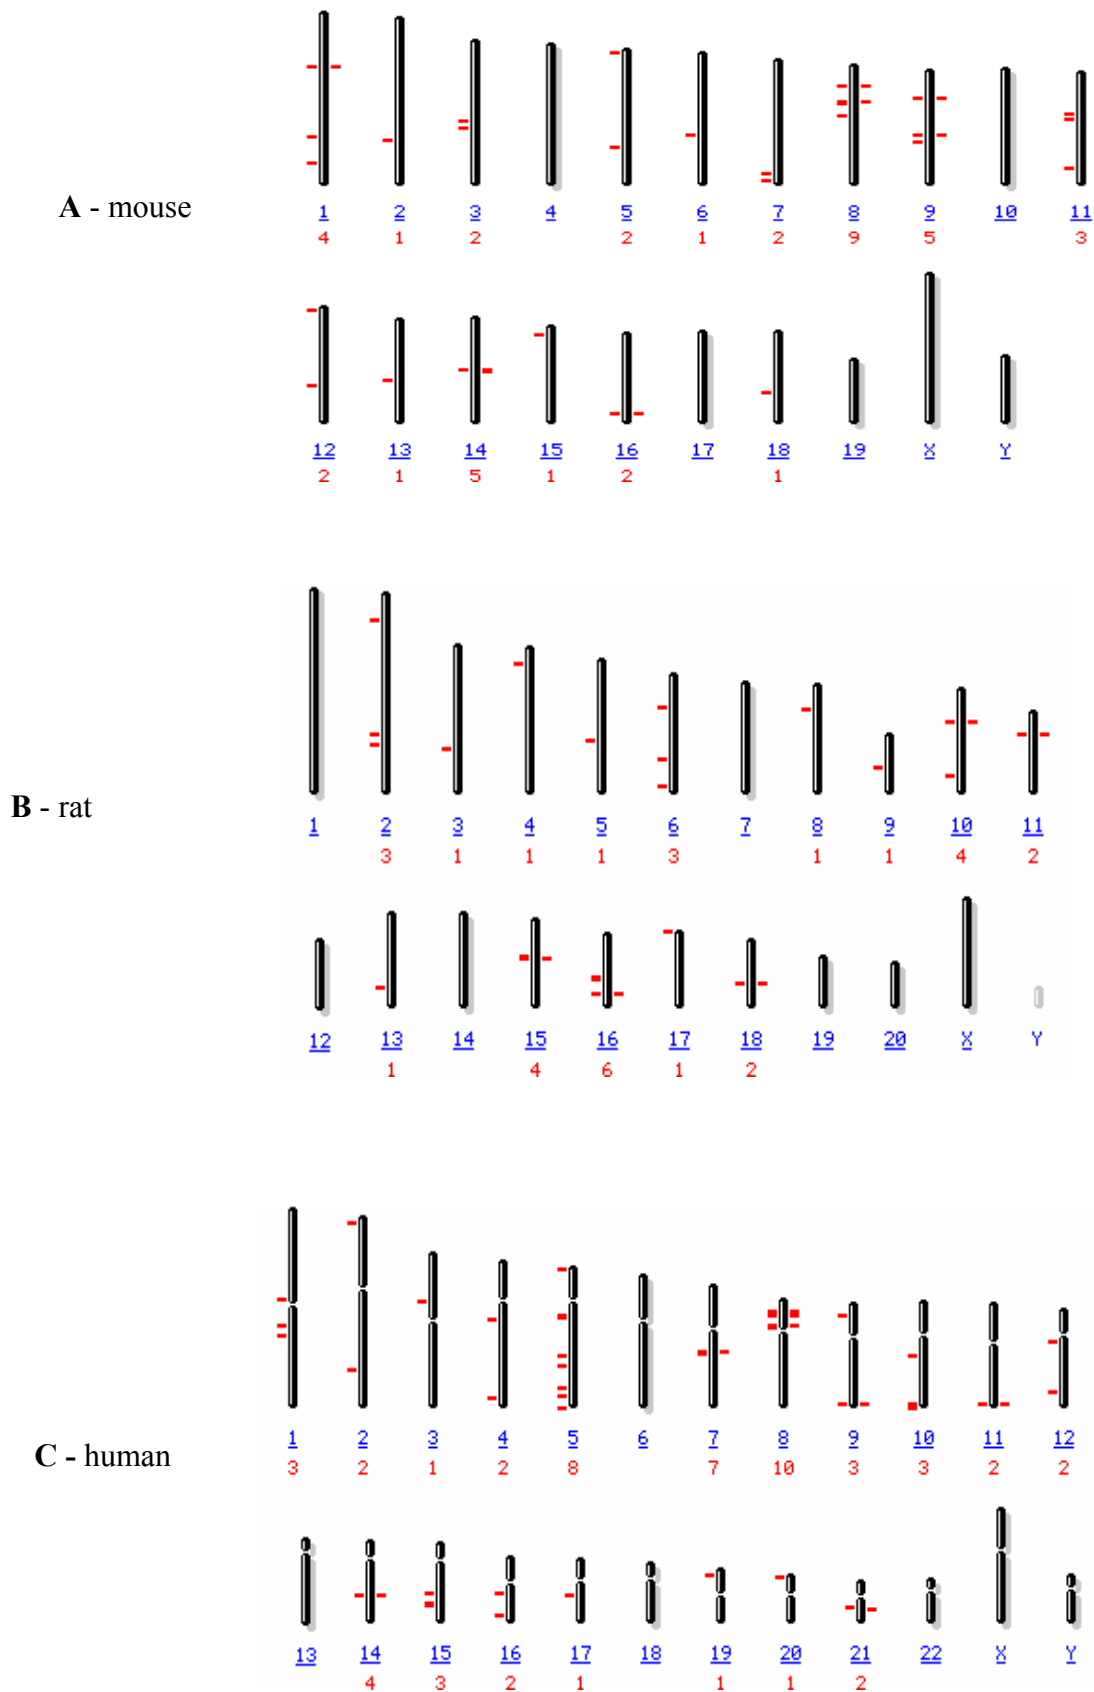 A - mouse
1 2 3 4 5 6 7 8 9 10 11
4 1 2 2 1 2 9 5 3
12 13 14 15 16 17 18 19 X Y
2 1 5 1 2 1
B - rat
1 2 3 4 5 6 7 8 9 10 11
3 1 1 1 3 1 1 4 2
12 13 14 15 16 17 18 19 20 X Y
1 4 6 1 2
C - human
1 2 3 4 5 6 7 8 9 10 11 12
3 2 1 2 8 7 10 3 3 2 2
13 14 15 16 17 18 19 20 21 22 X Y
4 3 2 1 1 1 2